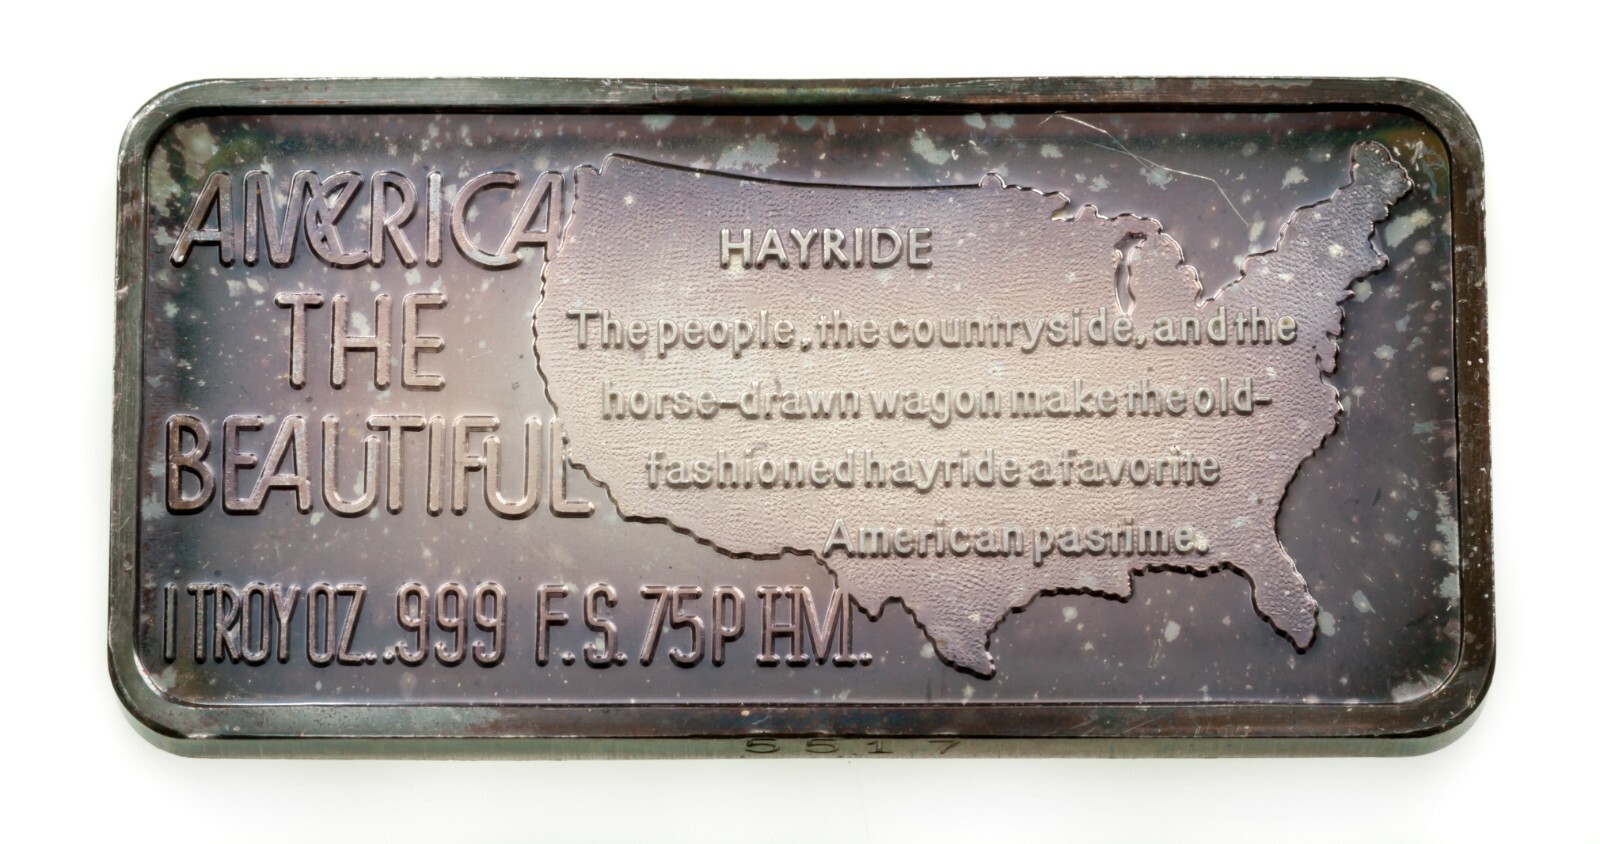 AMERICA
THE
BEAUTIFUL
1 TROY OZ. .999 F.S. 75P HM.
HAYRIDE
The people, the countryside, and the
horse-drawn wagon make the old-
fashioned hayride a favorite
American pastime.
5517